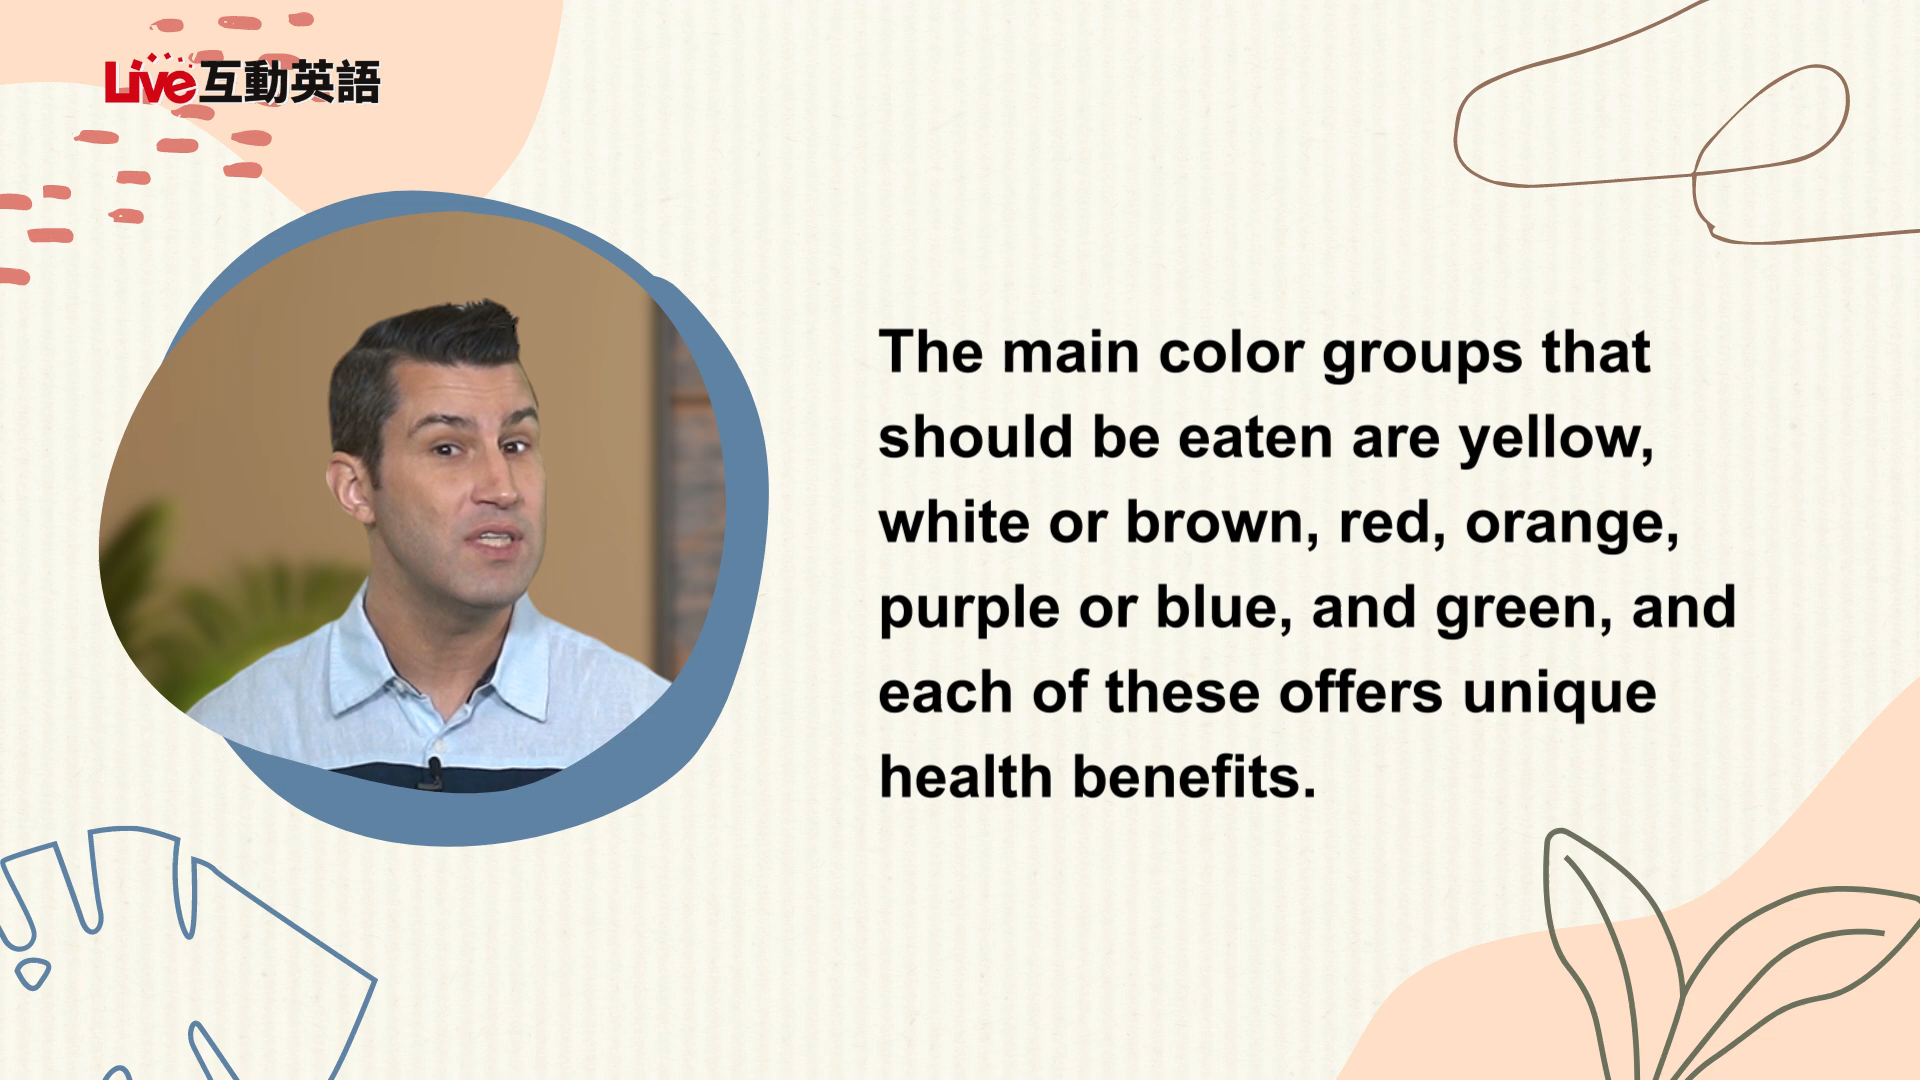 Live互動英語
The main color groups that
should be eaten are yellow,
white or brown, red, orange,
purple or blue, and green, and
each of these offers unique
health benefits.